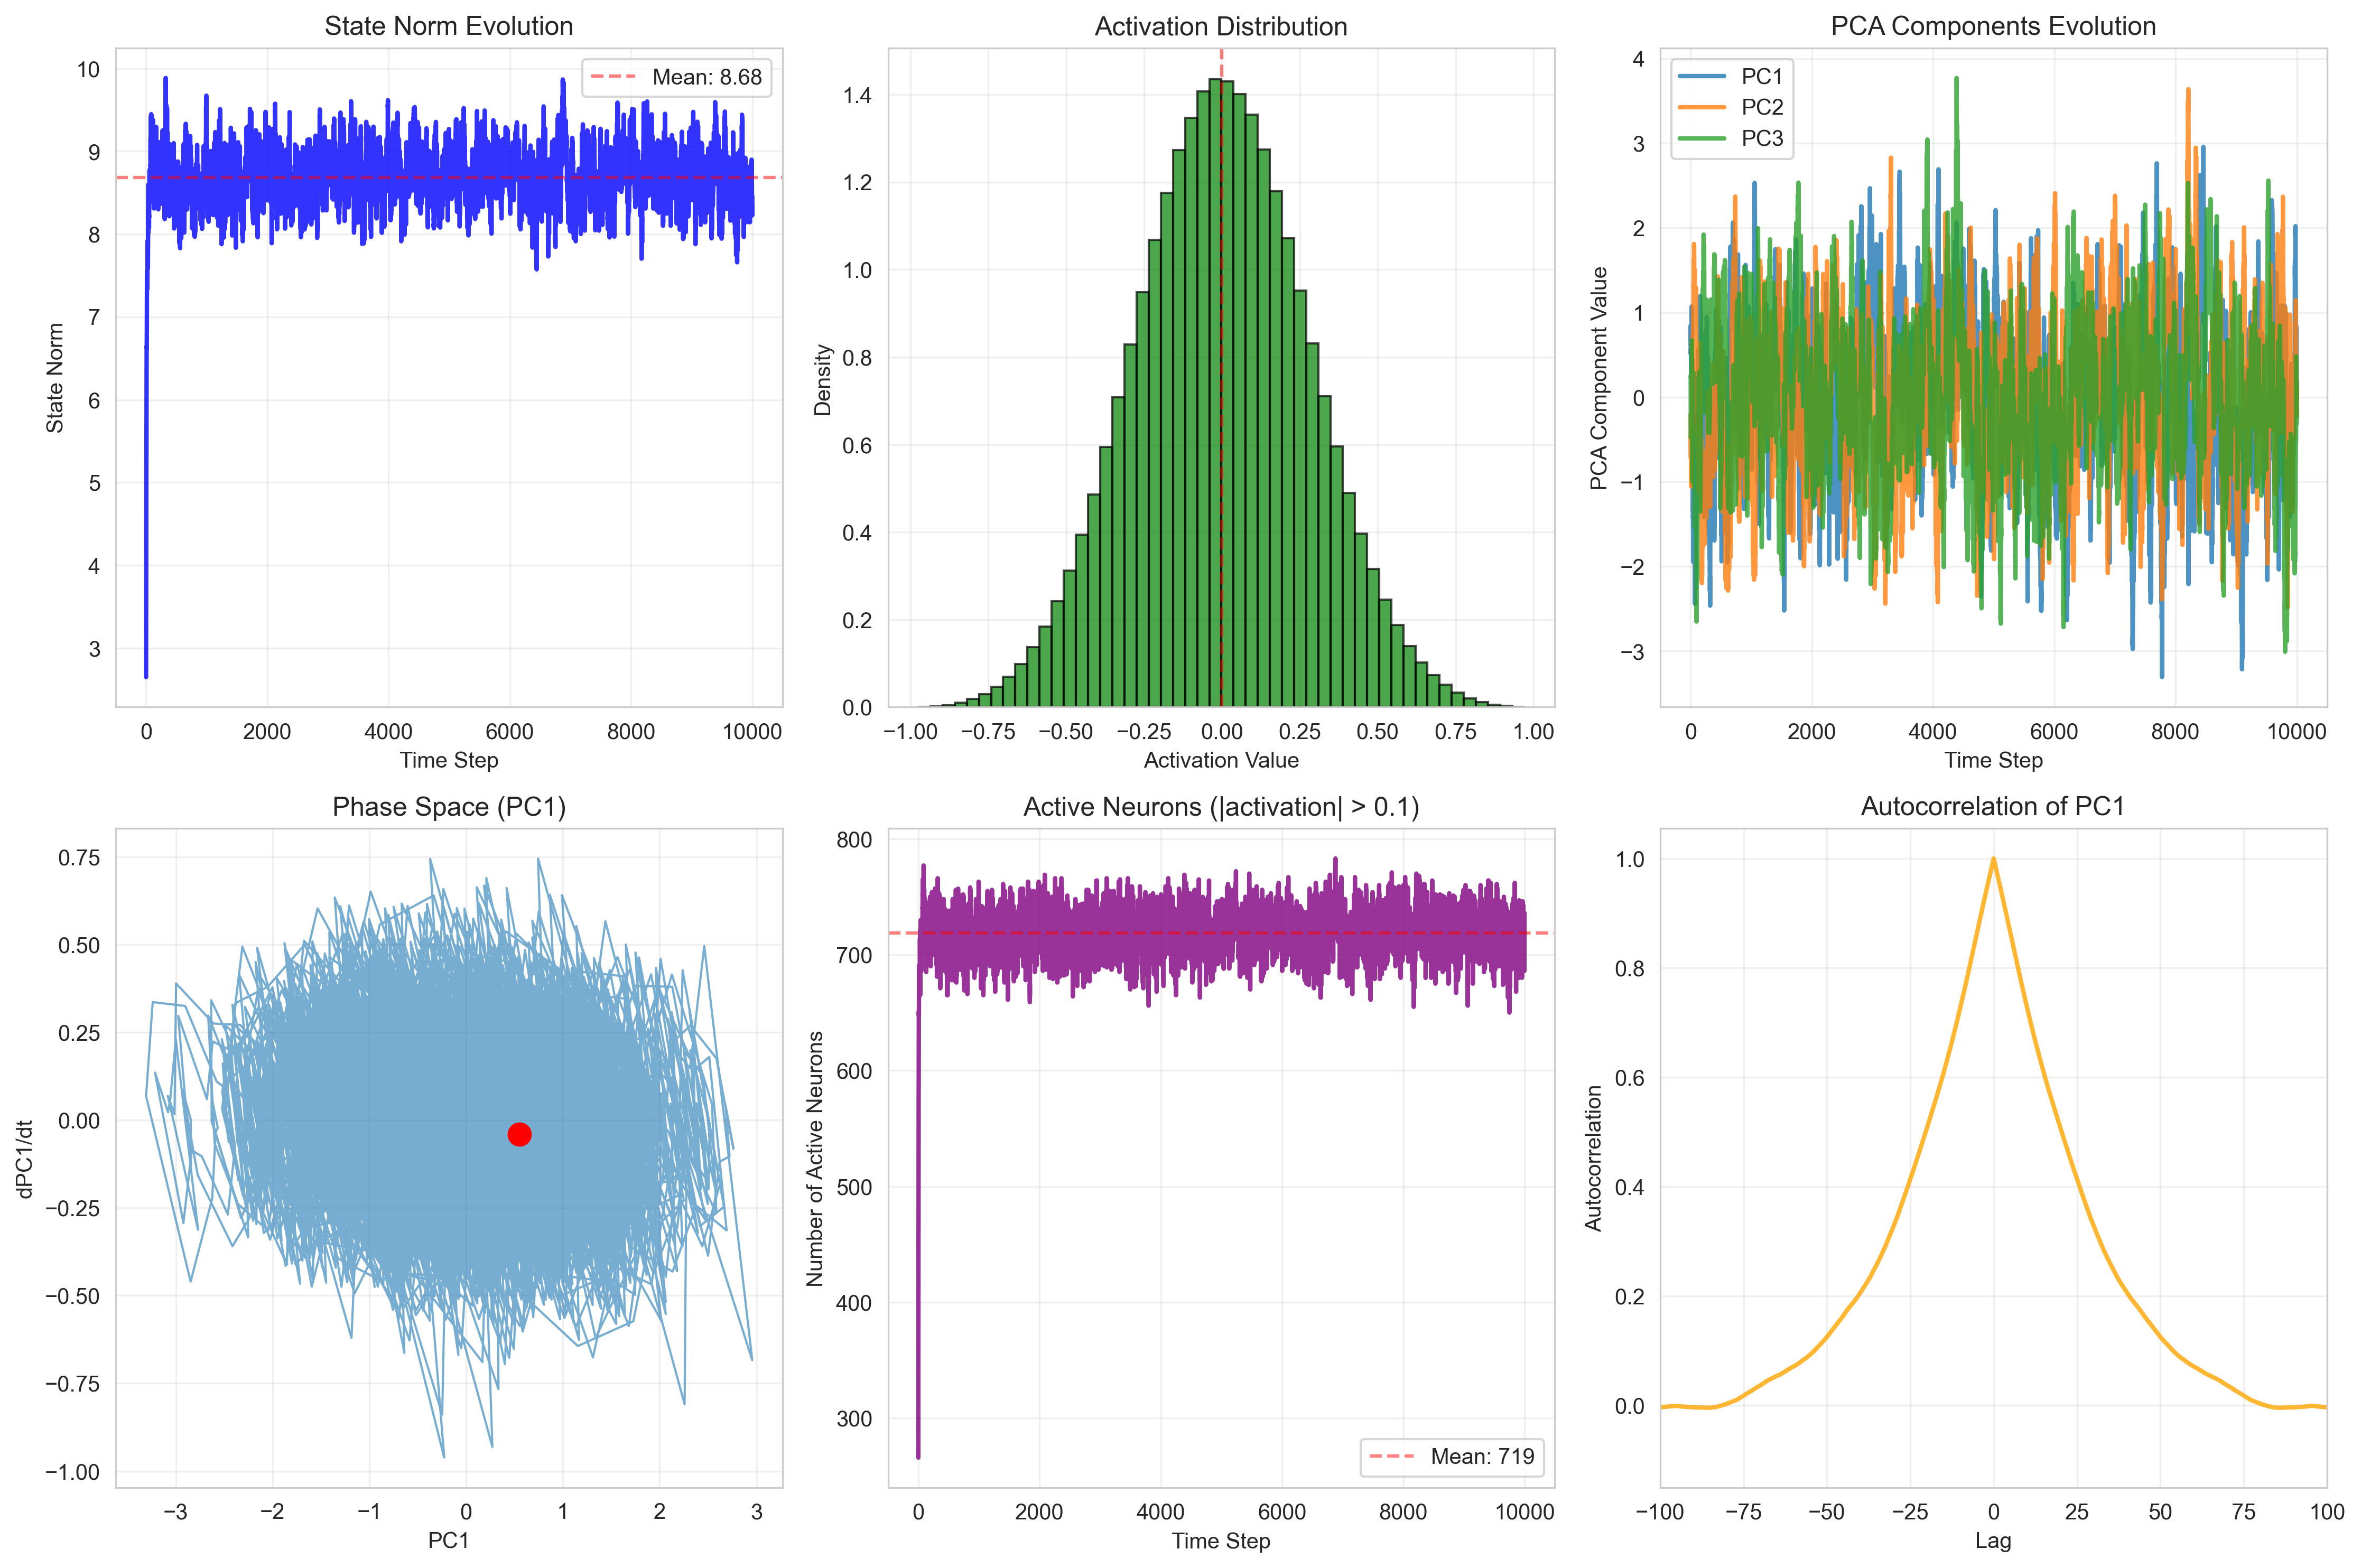 State Norm Evolution
10
9
8
7
6
5
4
3
State Norm
Mean: 8.68
0 2000 4000 6000 8000 10000
Time Step
Activation Distribution
1.4
1.2
1.0
0.8
0.6
0.4
0.2
0.0
Density
−1.00 −0.75 −0.50 −0.25 0.00 0.25 0.50 0.75 1.00
Activation Value
PCA Components Evolution
4
3
2
1
0
−1
−2
−3
PCA Component Value
PC1
PC2
PC3
0 2000 4000 6000 8000 10000
Time Step
Phase Space (PC1)
0.75
0.50
0.25
0.00
−0.25
−0.50
−0.75
−1.00
dPC1/dt
−3 −2 −1 0 1 2 3
PC1
Active Neurons (|activation| > 0.1)
800
700
600
500
400
300
Number of Active Neurons
Mean: 719
0 2000 4000 6000 8000 10000
Time Step
Autocorrelation of PC1
1.0
0.8
0.6
0.4
0.2
0.0
Autocorrelation
−100 −75 −50 −25 0 25 50 75 100
Lag